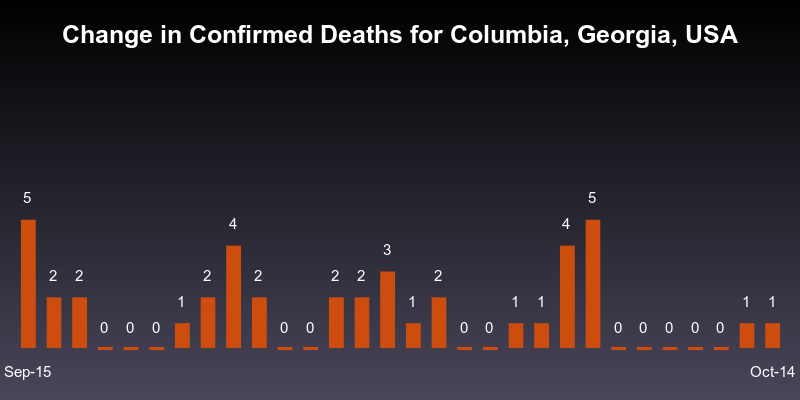 Change in Confirmed Deaths for Columbia, Georgia, USA
5 2 2 0 0 0 1 2 4 2 0 0 2 2 3 1 2 0 0 1 1 4 5 0 0 0 0 0 1 1
Sep-15 Oct-14